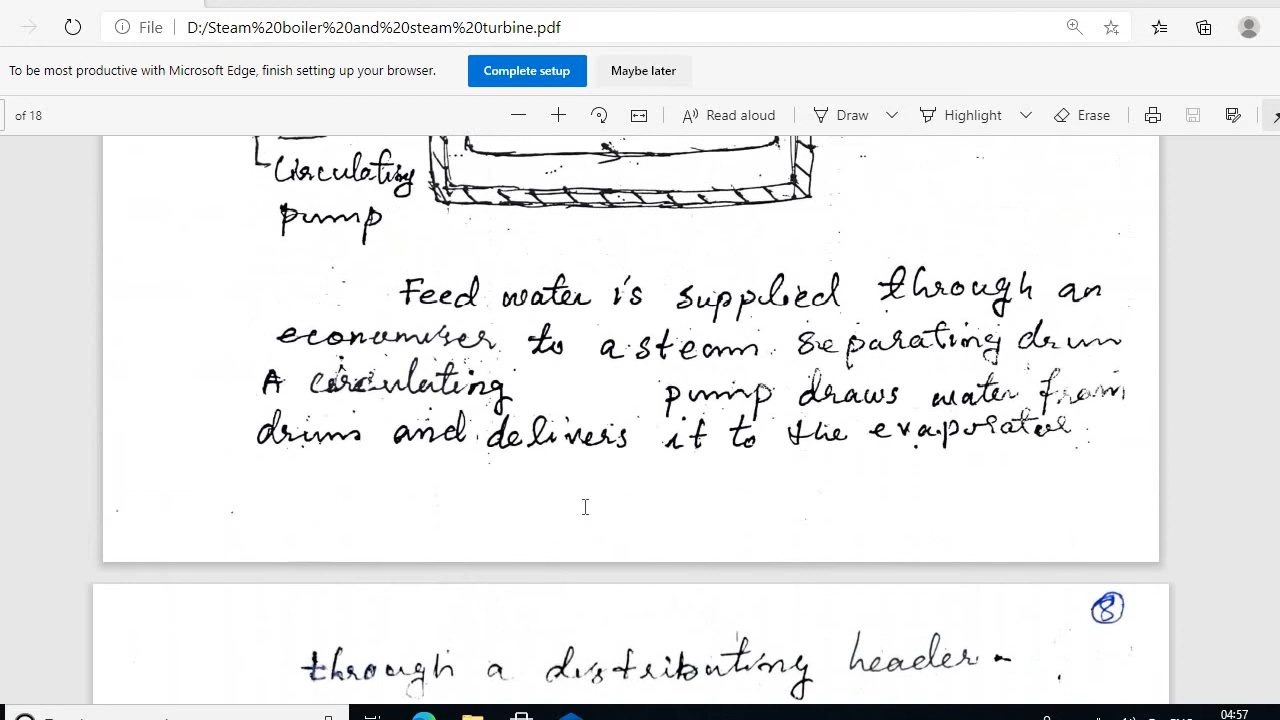 File D:/Steam%20boiler%20and%20steam%20turbine.pdf
To be most productive with Microsoft Edge, finish setting up your browser. Complete setup Maybe later
of 18 Read aloud Draw Highlight Erase
Circulating
pump
Feed water is supplied through an
economiser to a steam separating drum
A circulating pump draws water from
drum and delivers it to the evaporator
8
through a distributing header.
04:57